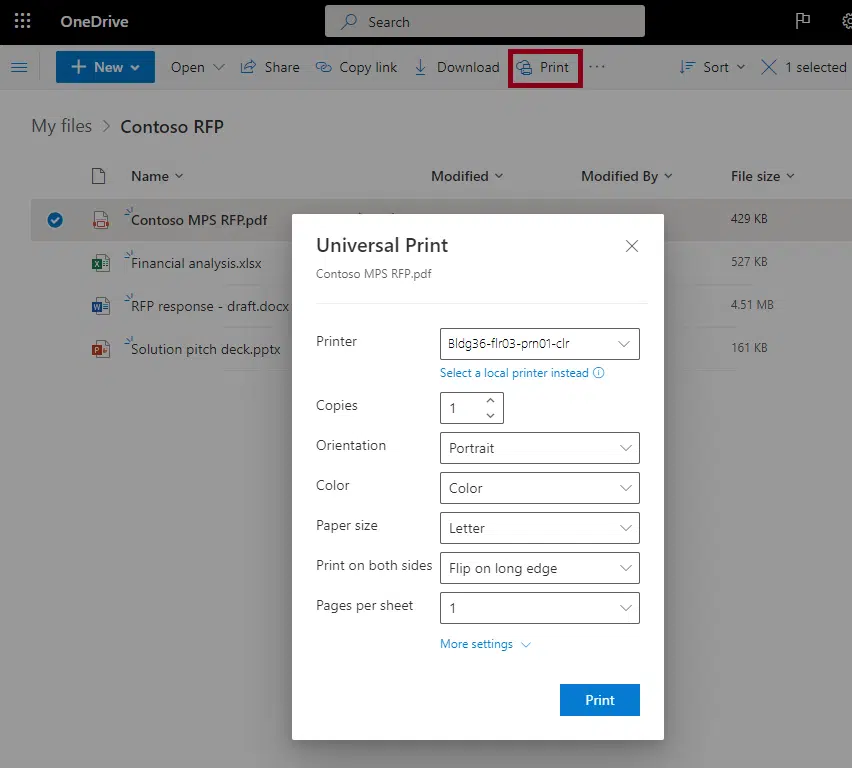 OneDrive
Search
New
Open
Share
Copy link
Download
Print
···
Sort
1 selected
My files > Contoso RFP
Name
Modified
Modified By
File size
Contoso MPS RFP.pdf
429 KB
Financial analysis.xlsx
527 KB
RFP response - draft.docx
4.51 MB
Solution pitch deck.pptx
161 KB
Universal Print
Contoso MPS RFP.pdf
Printer
Bldg36-flr03-prn01-clr
Select a local printer instead
Copies
1
Orientation
Portrait
Color
Color
Paper size
Letter
Print on both sides
Flip on long edge
Pages per sheet
1
More settings
Print